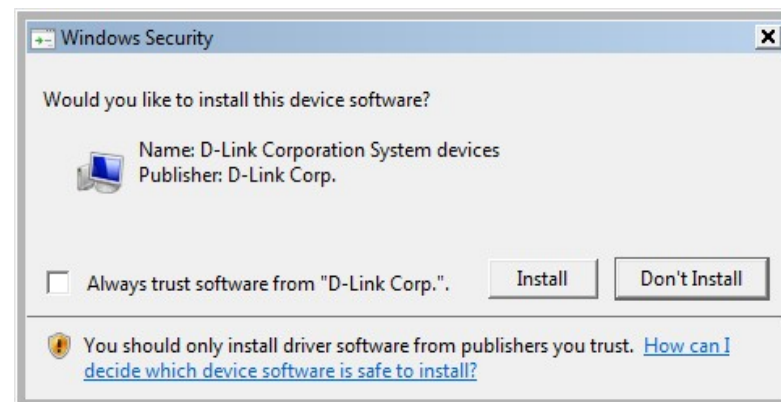 Windows Security
Would you like to install this device software?
Name: D-Link Corporation System devices
Publisher: D-Link Corp.
Always trust software from "D-Link Corp.".
Install
Don't Install
You should only install driver software from publishers you trust. How can I
decide which device software is safe to install?